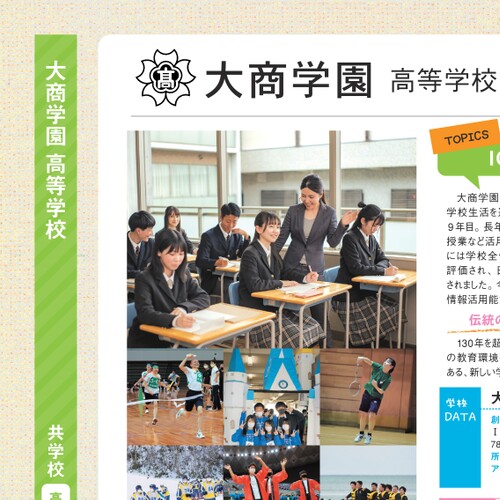 大商学園 高等学校
共学校
高
大商学園 高等学校
TOPICS
大商学園
学校生活を
9年目。長年
授業など活用
には学校全
評価され、
されました。
情報活用能
伝統の
130年を超
の教育環境
ある、新しい学
学校
DATA
大
創
78
所
ア